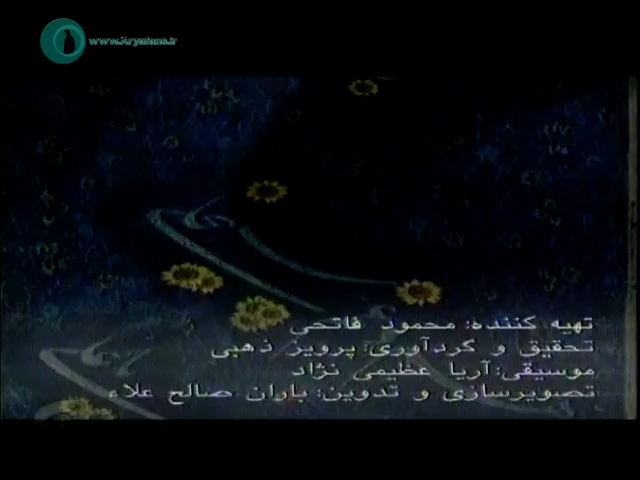 www.Aryafans.ir
تهیه کننده: محمود فاتحی
تحقیق و گردآوری: پرویز ذهبی
موسیقی: آریا عظیمی نژاد
تصویرسازی و تدوین: باران صالح علاء